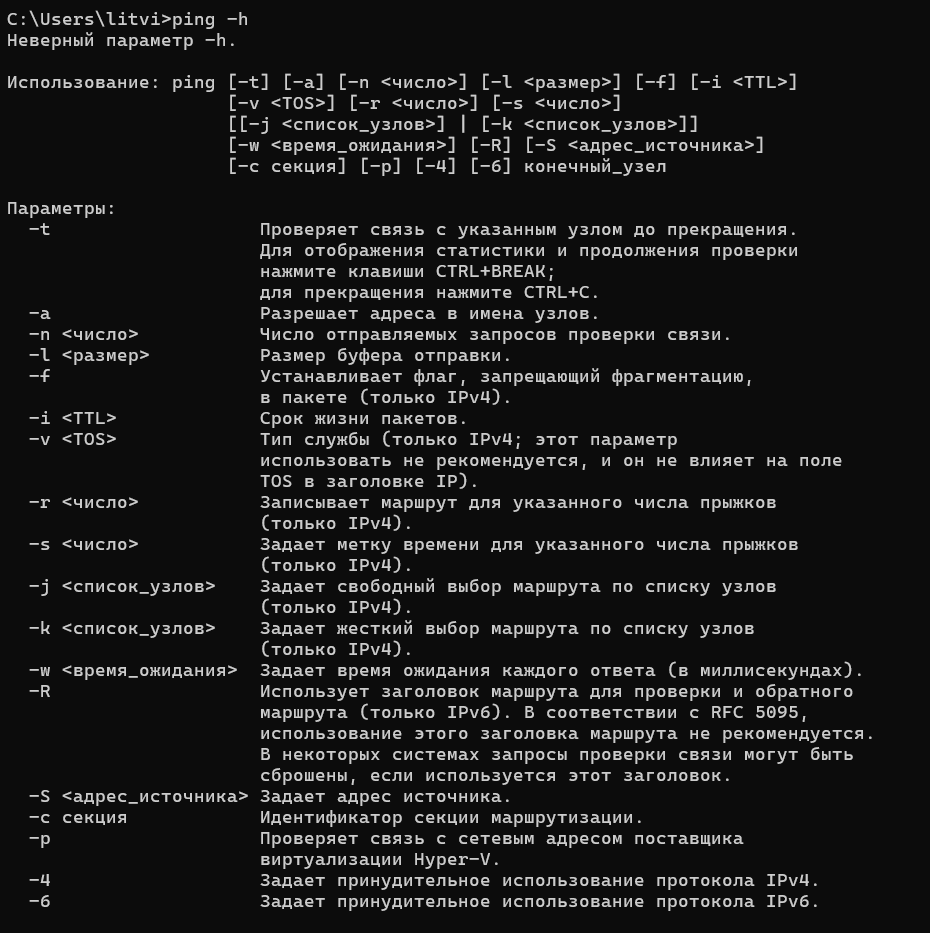 C:\Users\litvi>ping -h
Неверный параметр -h.
Использование: ping [-t] [-a] [-n <число>] [-l <размер>] [-f] [-i <TTL>]
[-v <TOS>] [-r <число>] [-s <число>]
[[-j <список_узлов>] | [-k <список_узлов>]]
[-w <время_ожидания>] [-R] [-S <адрес_источника>]
[-c секция] [-p] [-4] [-6] конечный_узел
Параметры:
-t Проверяет связь с указанным узлом до прекращения.
Для отображения статистики и продолжения проверки
нажмите клавиши CTRL+BREAK;
для прекращения нажмите CTRL+C.
-a Разрешает адреса в имена узлов.
-n <число> Число отправляемых запросов проверки связи.
-l <размер> Размер буфера отправки.
-f Устанавливает флаг, запрещающий фрагментацию,
в пакете (только IPv4).
-i <TTL> Срок жизни пакетов.
-v <TOS> Тип службы (только IPv4; этот параметр
использовать не рекомендуется, и он не влияет на поле
TOS в заголовке IP).
-r <число> Записывает маршрут для указанного числа прыжков
(только IPv4).
-s <число> Задает метку времени для указанного числа прыжков
(только IPv4).
-j <список_узлов> Задает свободный выбор маршрута по списку узлов
(только IPv4).
-k <список_узлов> Задает жесткий выбор маршрута по списку узлов
(только IPv4).
-w <время_ожидания> Задает время ожидания каждого ответа (в миллисекундах).
-R Использует заголовок маршрута для проверки и обратного
маршрута (только IPv6). В соответствии с RFC 5095,
использование этого заголовка маршрута не рекомендуется.
В некоторых системах запросы проверки связи могут быть
сброшены, если используется этот заголовок.
-S <адрес_источника> Задает адрес источника.
-c секция Идентификатор секции маршрутизации.
-p Проверяет связь с сетевым адресом поставщика
виртуализации Hyper-V.
-4 Задает принудительное использование протокола IPv4.
-6 Задает принудительное использование протокола IPv6.